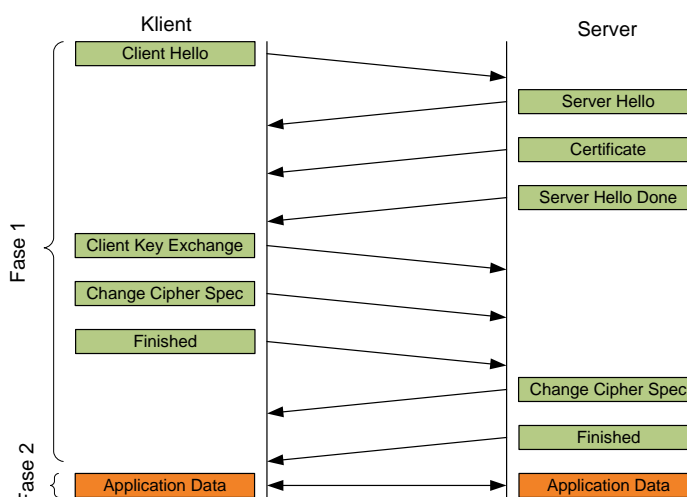 Klient
Server
Client Hello
Server Hello
Certificate
Server Hello Done
Fase 1
Client Key Exchange
Change Cipher Spec
Finished
Change Cipher Spec
Finished
Fase 2
Application Data
Application Data